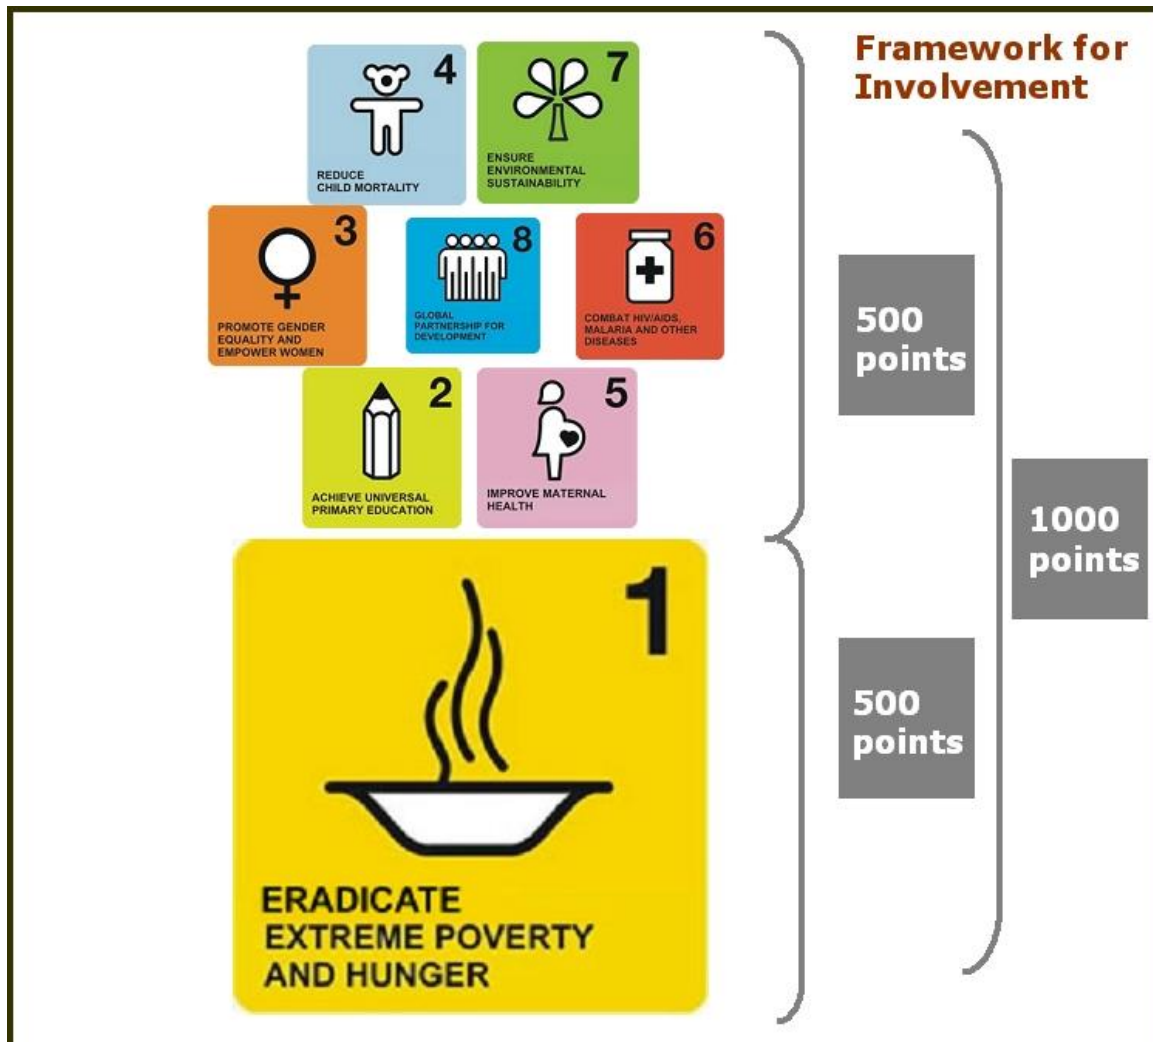 Framework for
Involvement
4
REDUCE
CHILD MORTALITY
7
ENSURE
ENVIRONMENTAL
SUSTAINABILITY
3
PROMOTE GENDER
EQUALITY AND
EMPOWER WOMEN
8
GLOBAL
PARTNERSHIP FOR
DEVELOPMENT
6
COMBAT HIV/AIDS,
MALARIA AND OTHER
DISEASES
2
ACHIEVE UNIVERSAL
PRIMARY EDUCATION
5
IMPROVE MATERNAL
HEALTH
1
ERADICATE
EXTREME POVERTY
AND HUNGER
500
points
500
points
1000
points